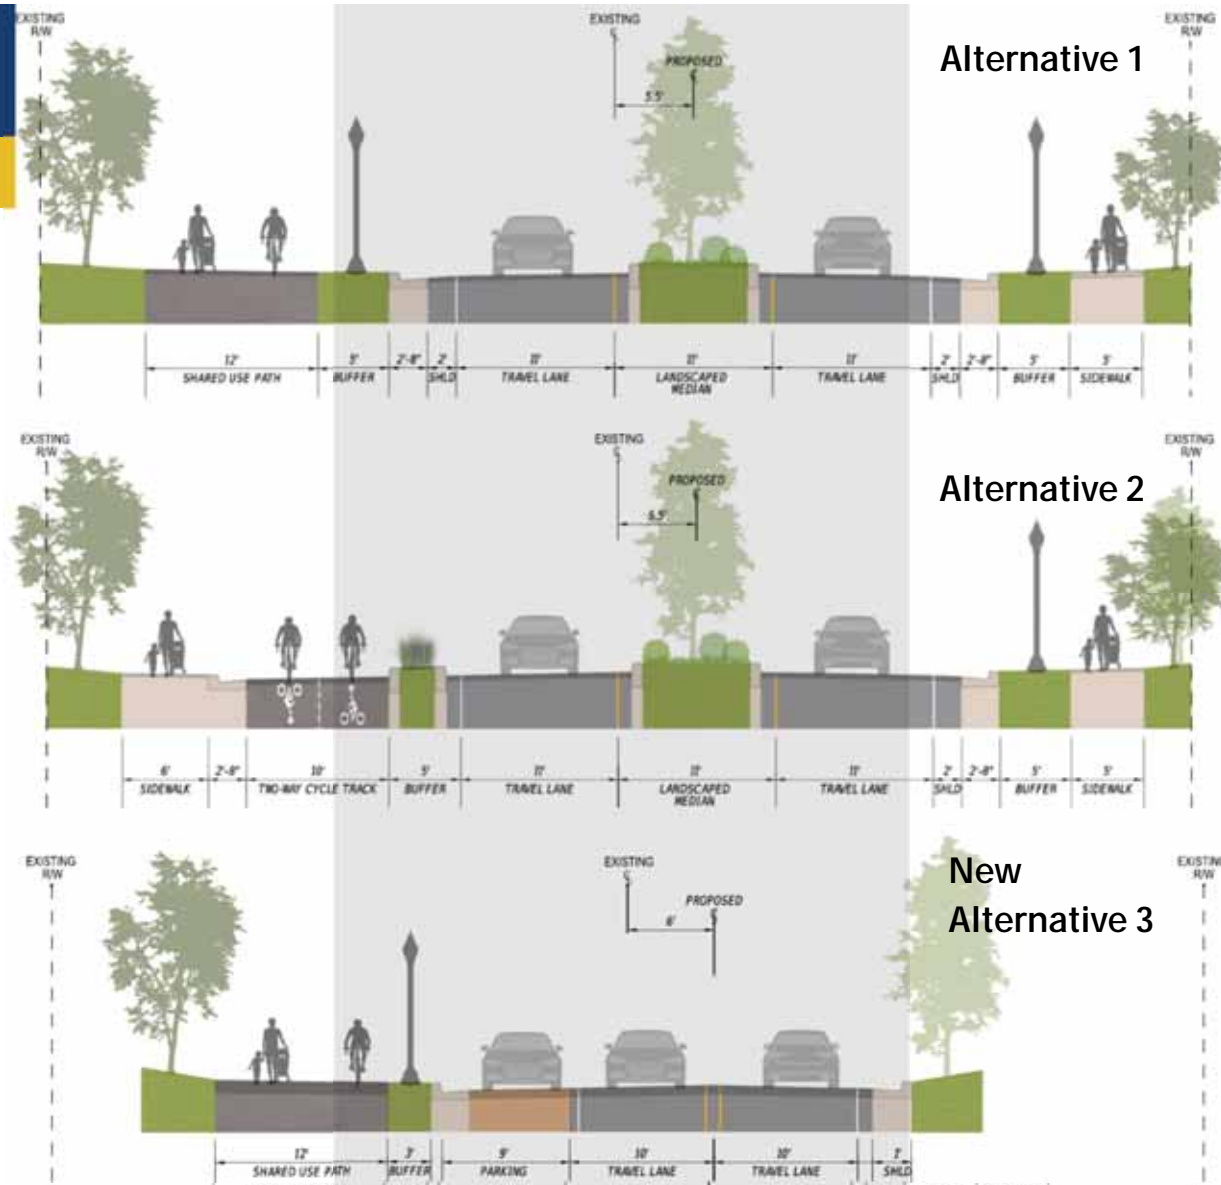 EXISTING
R/W
EXISTING
℄
PROPOSED
℄
5.5'
EXISTING
R/W
Alternative 1
12'
SHARED USE PATH
5'
BUFFER
2'-8"
2'
SHLD
11'
TRAVEL LANE
11'
LANDSCAPED
MEDIAN
11'
TRAVEL LANE
2'
SHLD
2'-8"
5'
BUFFER
5'
SIDEWALK
EXISTING
R/W
EXISTING
℄
PROPOSED
℄
5.5'
EXISTING
R/W
Alternative 2
6'
SIDEWALK
2'-8"
10'
TWO-WAY CYCLE TRACK
5'
BUFFER
11'
TRAVEL LANE
11'
LANDSCAPED
MEDIAN
11'
TRAVEL LANE
2'
SHLD
2'-8"
5'
BUFFER
5'
SIDEWALK
EXISTING
R/W
EXISTING
℄
PROPOSED
℄
6'
EXISTING
R/W
New
Alternative 3
12'
SHARED USE PATH
3'
BUFFER
9'
PARKING
10'
TRAVEL LANE
10'
TRAVEL LANE
SHLD